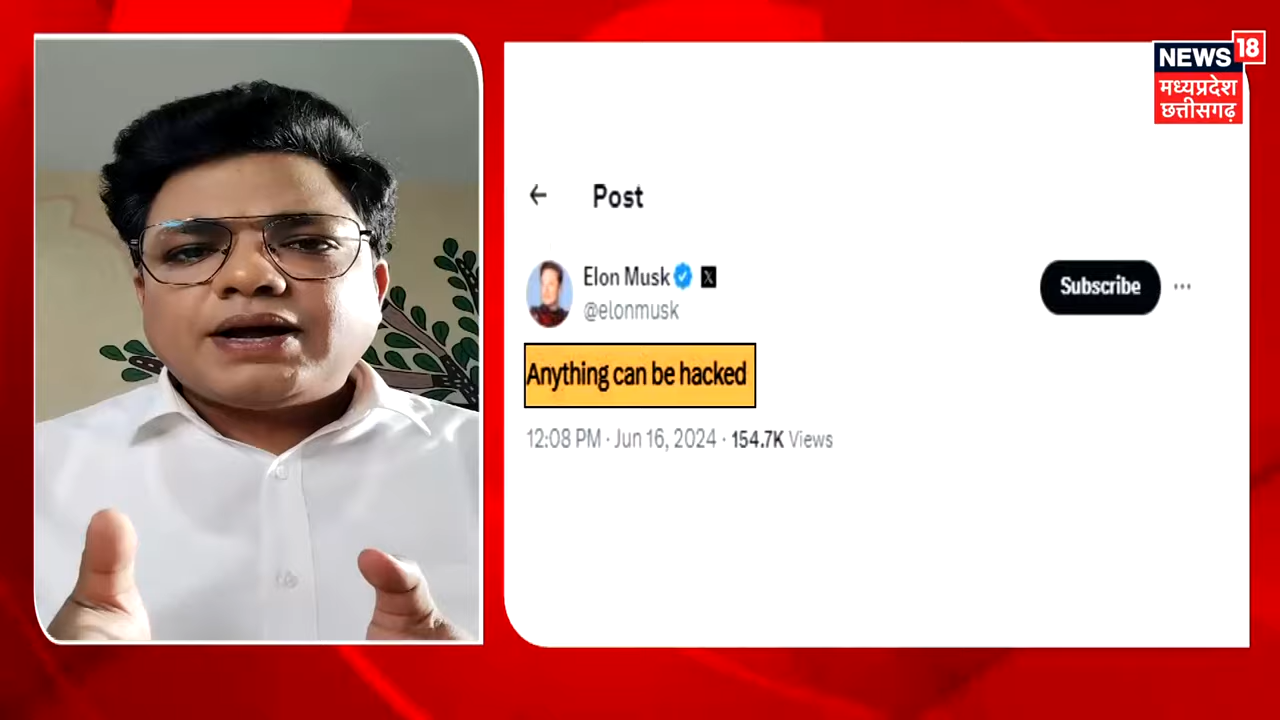 NEWS 18
मध्यप्रदेश
छत्तीसगढ़
Post
Elon Musk
@elonmusk
Subscribe
Anything can be hacked
12:08 PM · Jun 16, 2024 · 154.7K Views